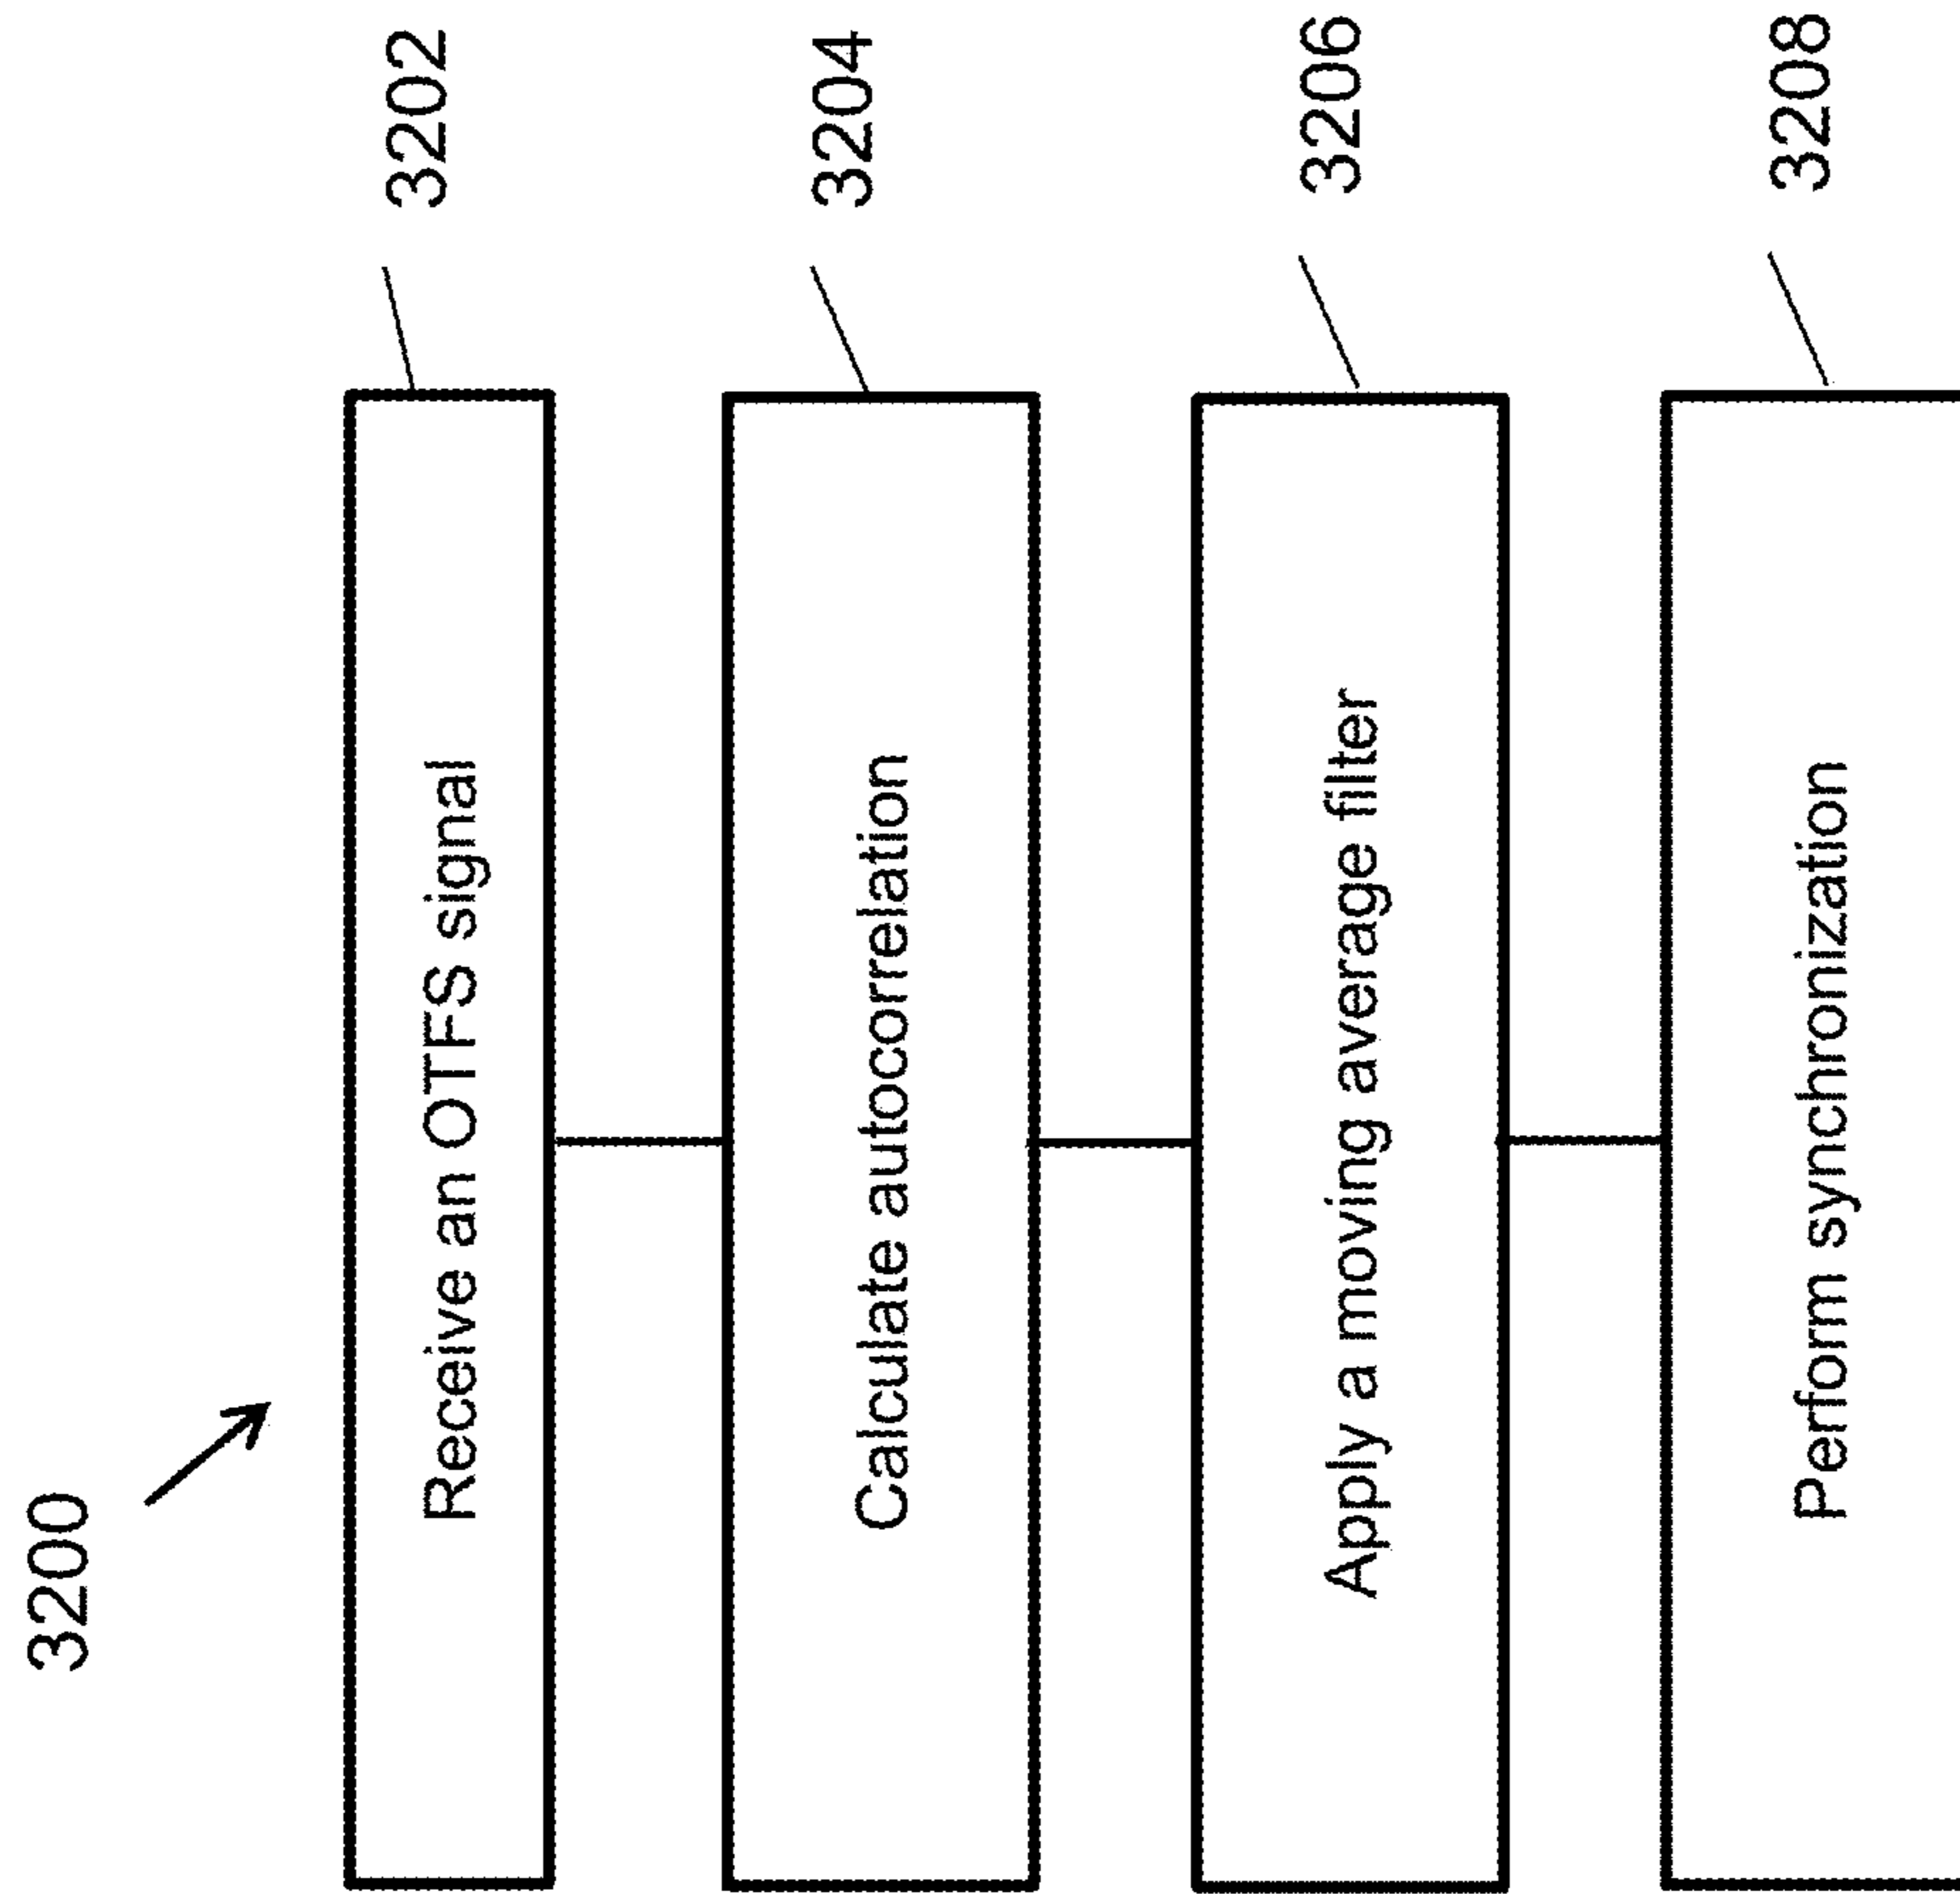 3200
Receive an OTFS signal
3202
Calculate autocorrelation
3204
Apply a moving average filter
3206
Perform synchronization
3208